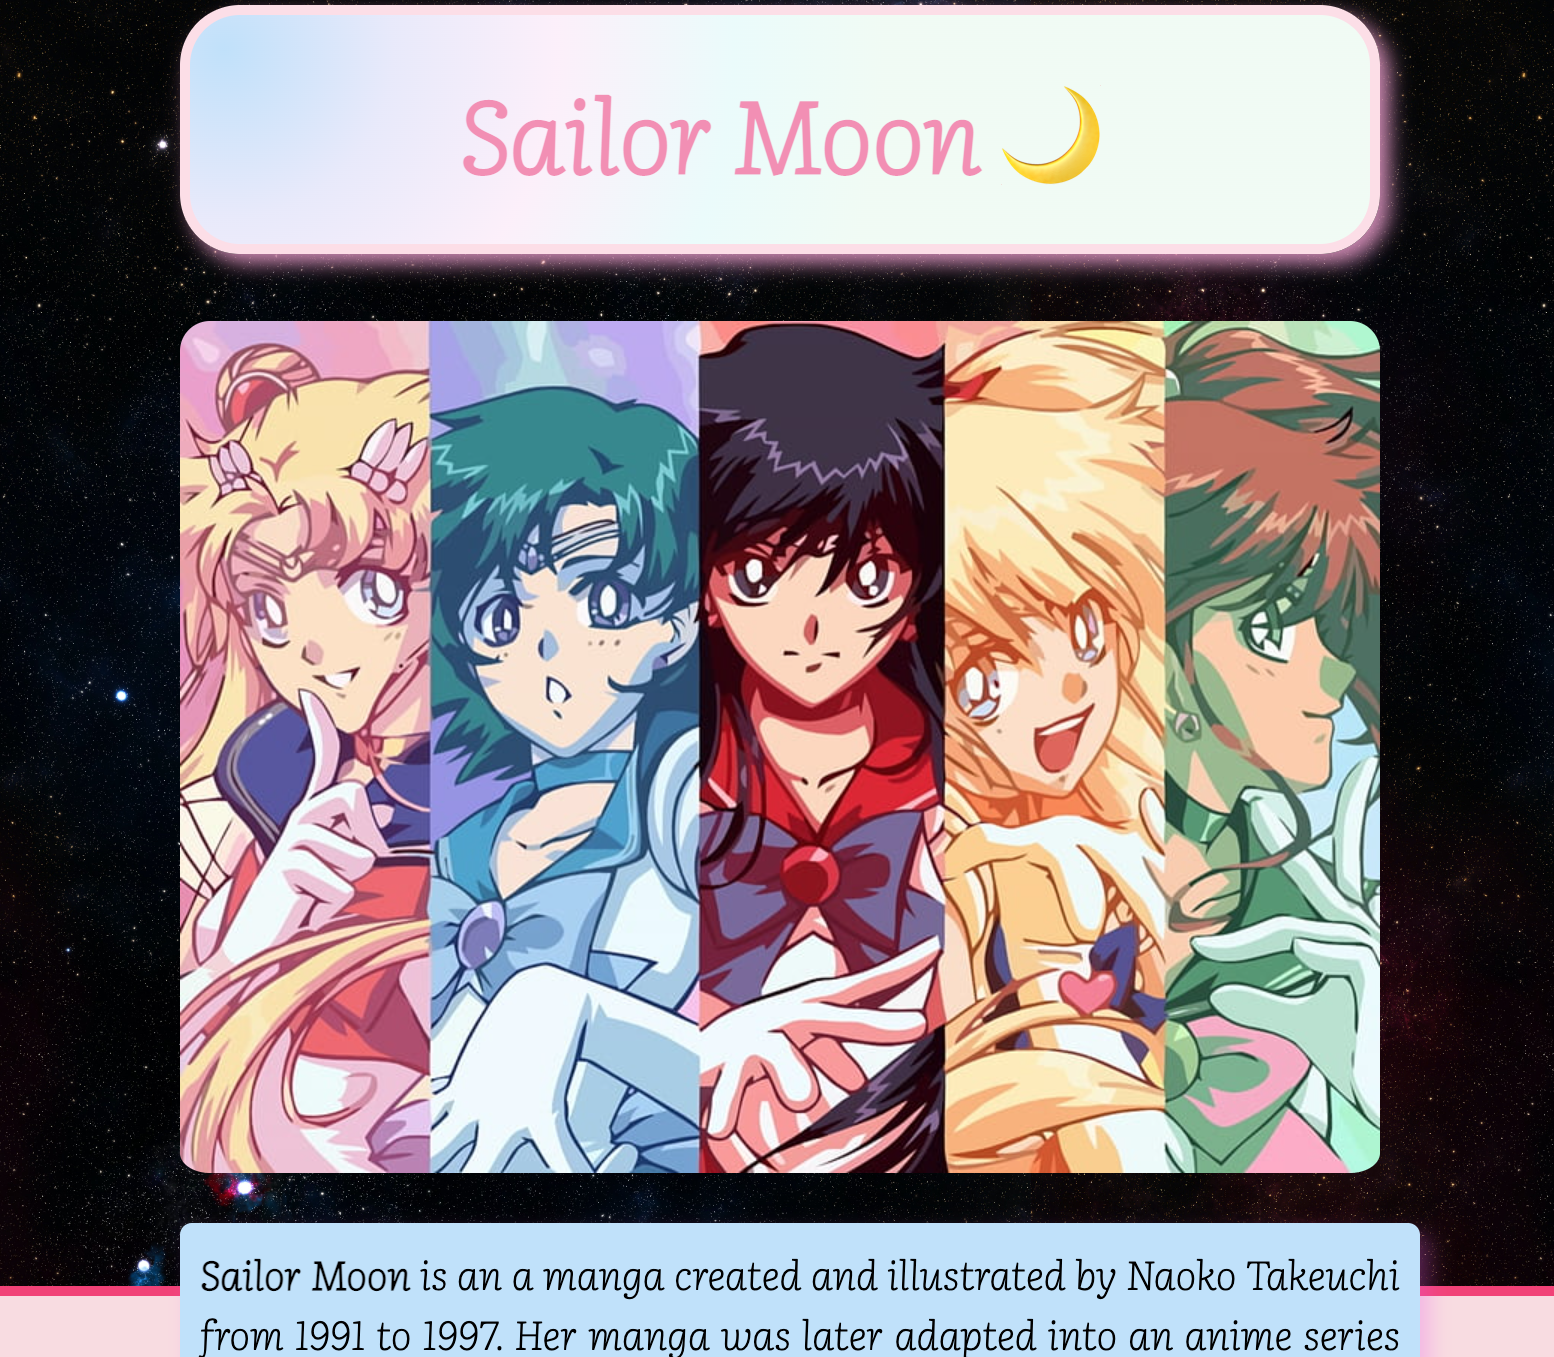 Sailor Moon 🌙
Sailor Moon is an a manga created and illustrated by Naoko Takeuchi
from 1991 to 1997. Her manga was later adapted into an anime series